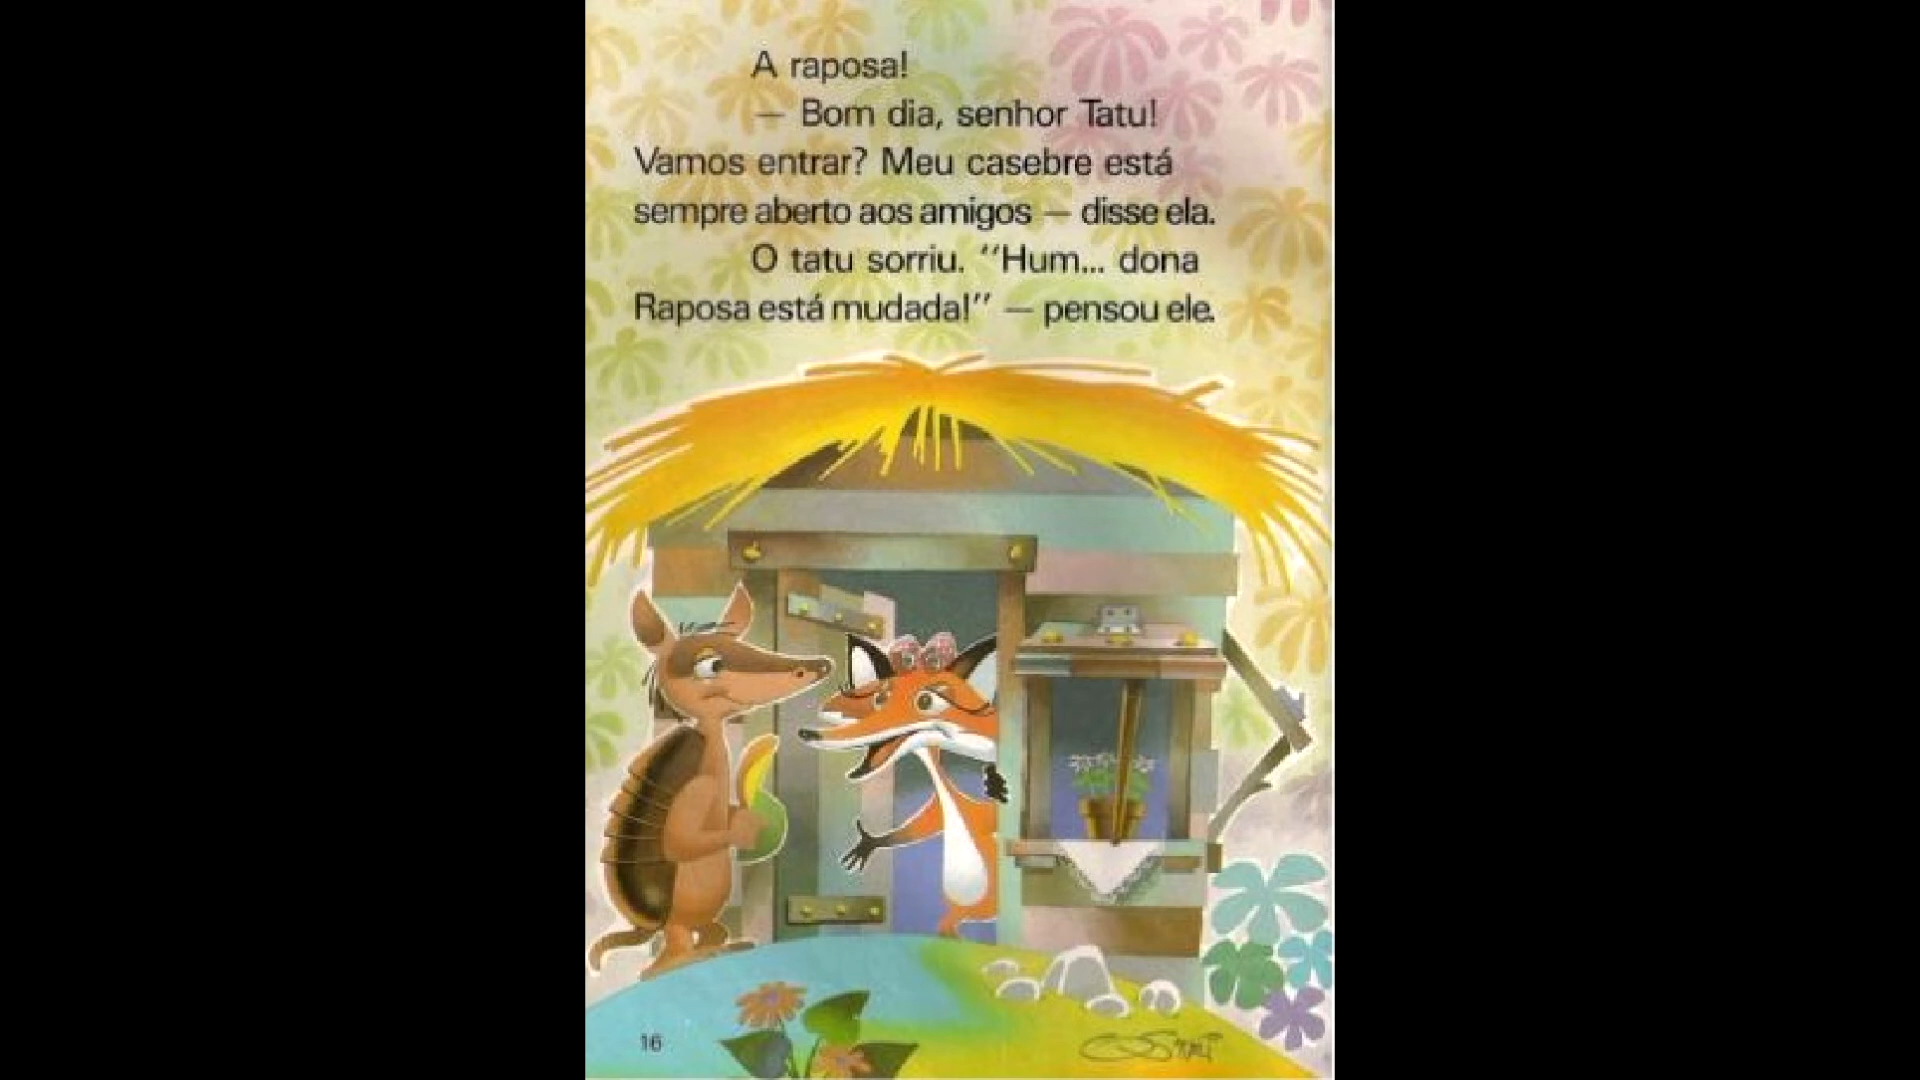 A raposa!
— Bom dia, senhor Tatu!
Vamos entrar? Meu casebre está
sempre aberto aos amigos — disse ela.
O tatu sorriu. ‘‘Hum... dona
Raposa está mudada!’’ — pensou ele.
16